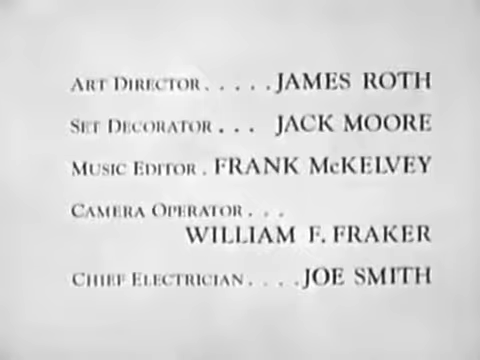 ART DIRECTOR.....JAMES ROTH
SET DECORATOR... JACK MOORE
MUSIC EDITOR.FRANK McKELVEY
CAMERA OPERATOR...
WILLIAM F. FRAKER
CHIEF ELECTRICIAN....JOE SMITH